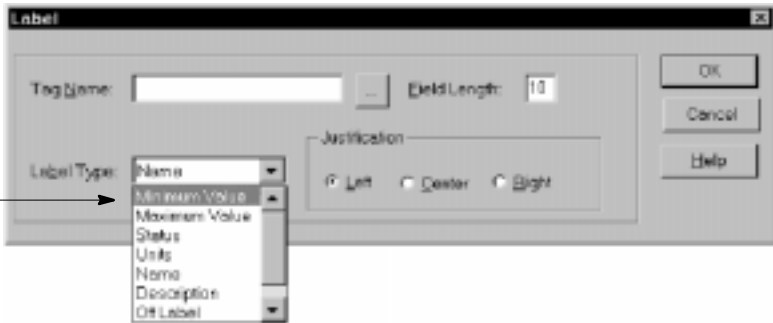 Label
Tag Name:
...
Field Length:
10
OK
Cancel
Help
Label Type:
Name
Justification
Left
Center
Right
Minimum Value
Maximum Value
Status
Units
Name
Description
Off Label